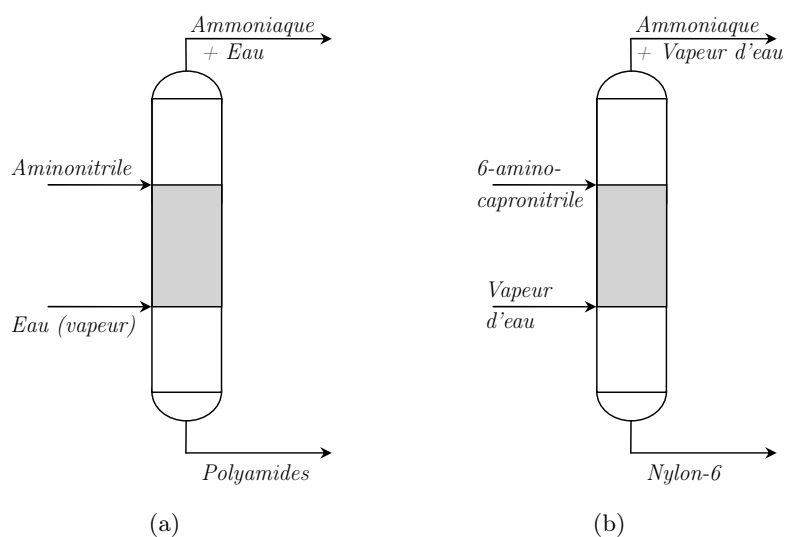 Ammoniaque
+ Eau
Aminonitrile
Eau (vapeur)
Polyamides
(a)
Ammoniaque
+ Vapeur d'eau
6-amino-
capronitrile
Vapeur
d'eau
Nylon-6
(b)